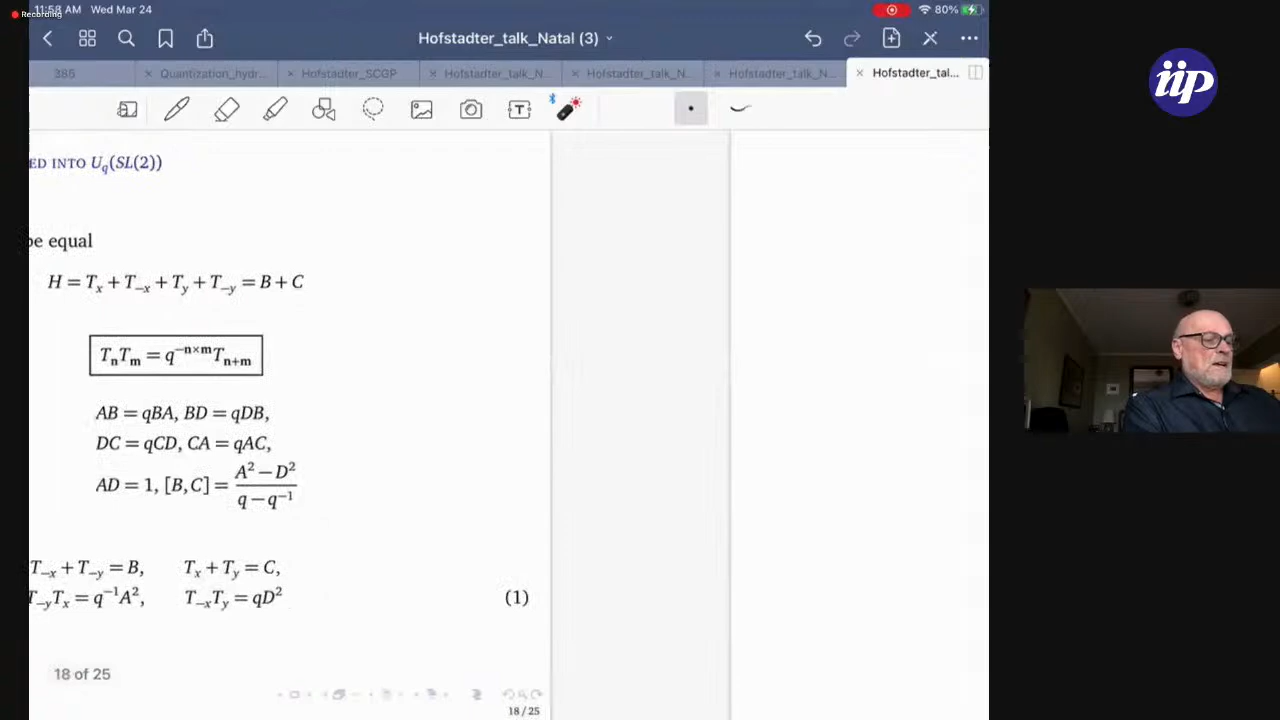 11:58 AM Wed Mar 24
Recording
80%
Hofstadter_talk_Natal (3)
385
Quantization_hydr...
Hofstadter_SCGP
Hofstadter_talk_N...
Hofstadter_talk_N...
Hofstadter_talk_N...
Hofstadter_tal...
iip
ED INTO U_q(SL(2))
be equal
H = T_x + T_{-x} + T_y + T_{-y} = B + C
T_n T_m = q^{-n×m} T_{n+m}
AB = qBA, BD = qDB,
DC = qCD, CA = qAC,
AD = 1, [B, C] = \frac{A^2 - D^2}{q - q^{-1}}
T_{-x} + T_{-y} = B, T_x + T_y = C,
T_{-y}T_x = q^{-1}A^2, T_{-x}T_y = qD^2 (1)
18 of 25
18/25